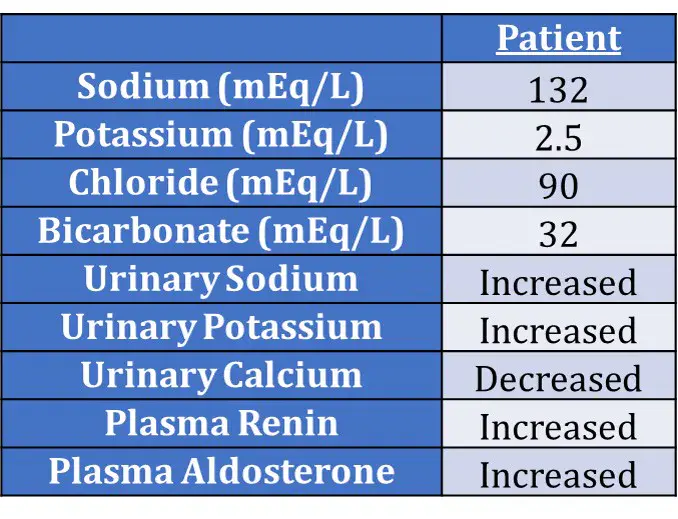 Patient
Sodium (mEq/L) 132
Potassium (mEq/L) 2.5
Chloride (mEq/L) 90
Bicarbonate (mEq/L) 32
Urinary Sodium Increased
Urinary Potassium Increased
Urinary Calcium Decreased
Plasma Renin Increased
Plasma Aldosterone Increased